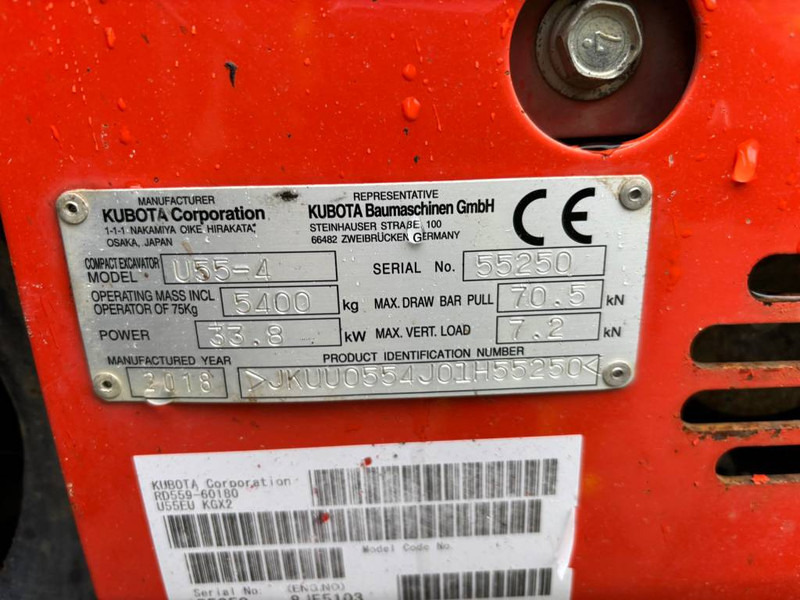 MANUFACTURER
KUBOTA Corporation
1-1-1 NAKAMIYA OIKE HIRAKATA,
OSAKA, JAPAN
REPRESENTATIVE
KUBOTA Baumaschinen GmbH
STEINHAUSER STRAßE 100
66482 ZWEIBRÜCKEN GERMANY
CE
COMPACT EXCAVATOR
MODEL U55-4
SERIAL No. 55250
OPERATING MASS INCL
OPERATOR OF 75Kg 5400 kg
MAX. DRAW BAR PULL 70.5 kN
POWER 33.8 kW
MAX. VERT. LOAD 7.2 kN
MANUFACTURED YEAR
2018
PRODUCT IDENTIFICATION NUMBER
>JKUU0554J01H55250<
KUBOTA Corporation
RD559-60180
U55EU KGX2
Model Code No.
Serial No. (ENG.NO)
55250 8JE5103